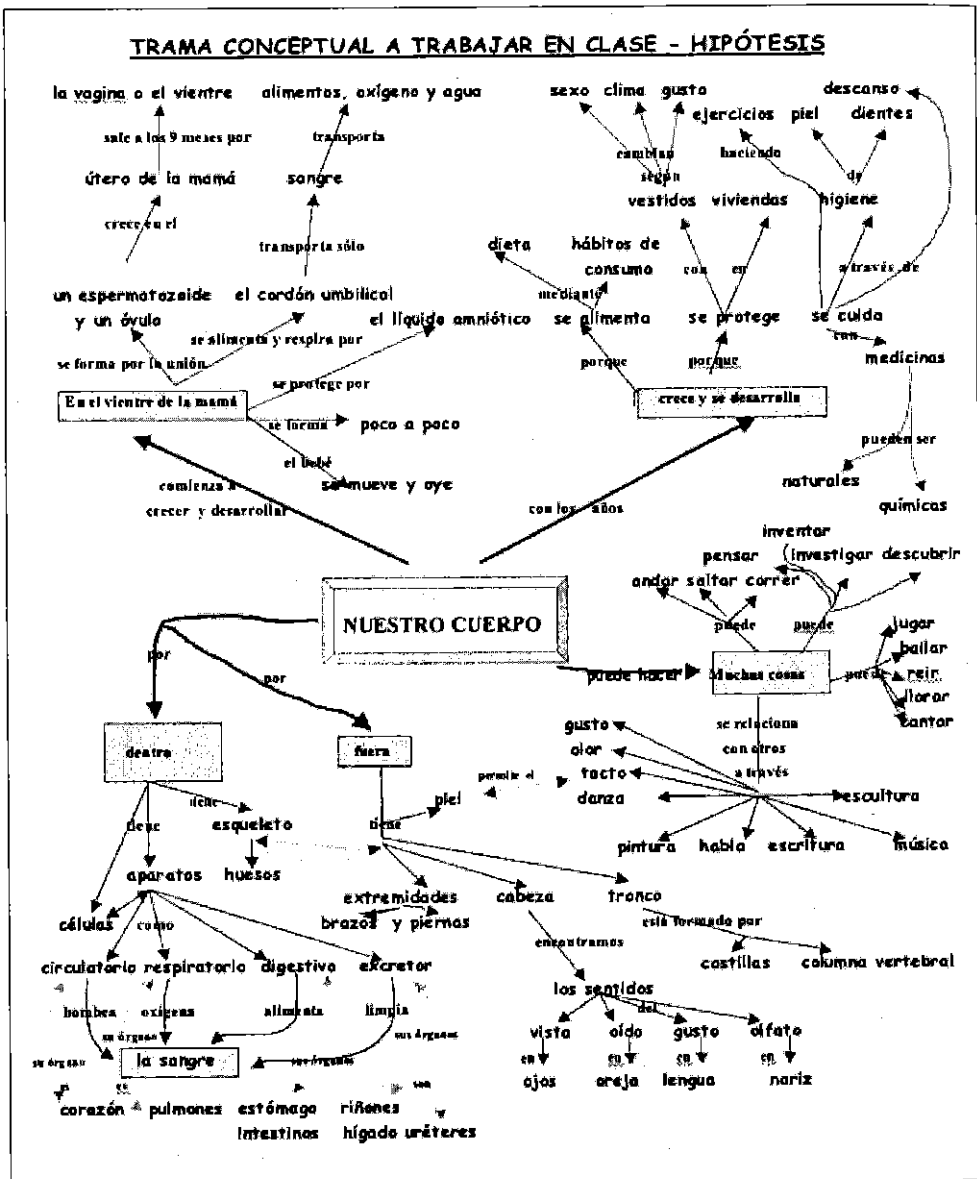 TRAMA CONCEPTUAL A TRABAJAR EN CLASE - HIPÓTESIS
la vagina o el vientre
sale a los 9 meses por
útero de la mamá
crece en el
un espermatozoide
y un óvulo
se forma por la unión
alimentos, oxígeno y agua
transporta
sangre
transporta sólo
el cordón umbilical
se alimenta y respira por
el líquido amniótico
se protege por
En el vientre de la mamá
se forma
poco a poco
el bebé
se mueve y oye
comienza a
crecer y desarrollar
sexo clima gusto
cambian
según
vestidos viviendas
con en
se protege
porque
descanso
ejercicios piel dientes
haciendo
de
higiene
a través de
se cuida
con
medicinas
pueden ser
naturales
químicas
dieta
hábitos de
consumo
mediante
se alimenta
porque
crece y se desarrolla
con los años
NUESTRO CUERPO
puede hacer
Muchas cosas
inventar
pensar investigar descubrir
andar saltar correr
puede puede
puede
jugar
bailar
reir
llorar
cantar
se relaciona
con otros
a través
gusto
olor
tacto
danza
escultura
pintura habla escritura música
por
por
dentro
fuera
tiene
esqueleto
tiene
aparatos huesos
células como
circulatorio respiratorio digestivo excretor
bombea oxigena alimenta limpia
su órgano
su órgano
la sangre
sus órganos
sus órganos
es
son
corazón pulmones estómago riñones
intestinos hígado uréteres
permite el
piel
tiene
extremidades
brazos y piernas
cabeza
tronco
está formado por
costillas columna vertebral
encontramos
los sentidos
del
vista oído gusto olfato
en en en en
ojos oreja lengua nariz